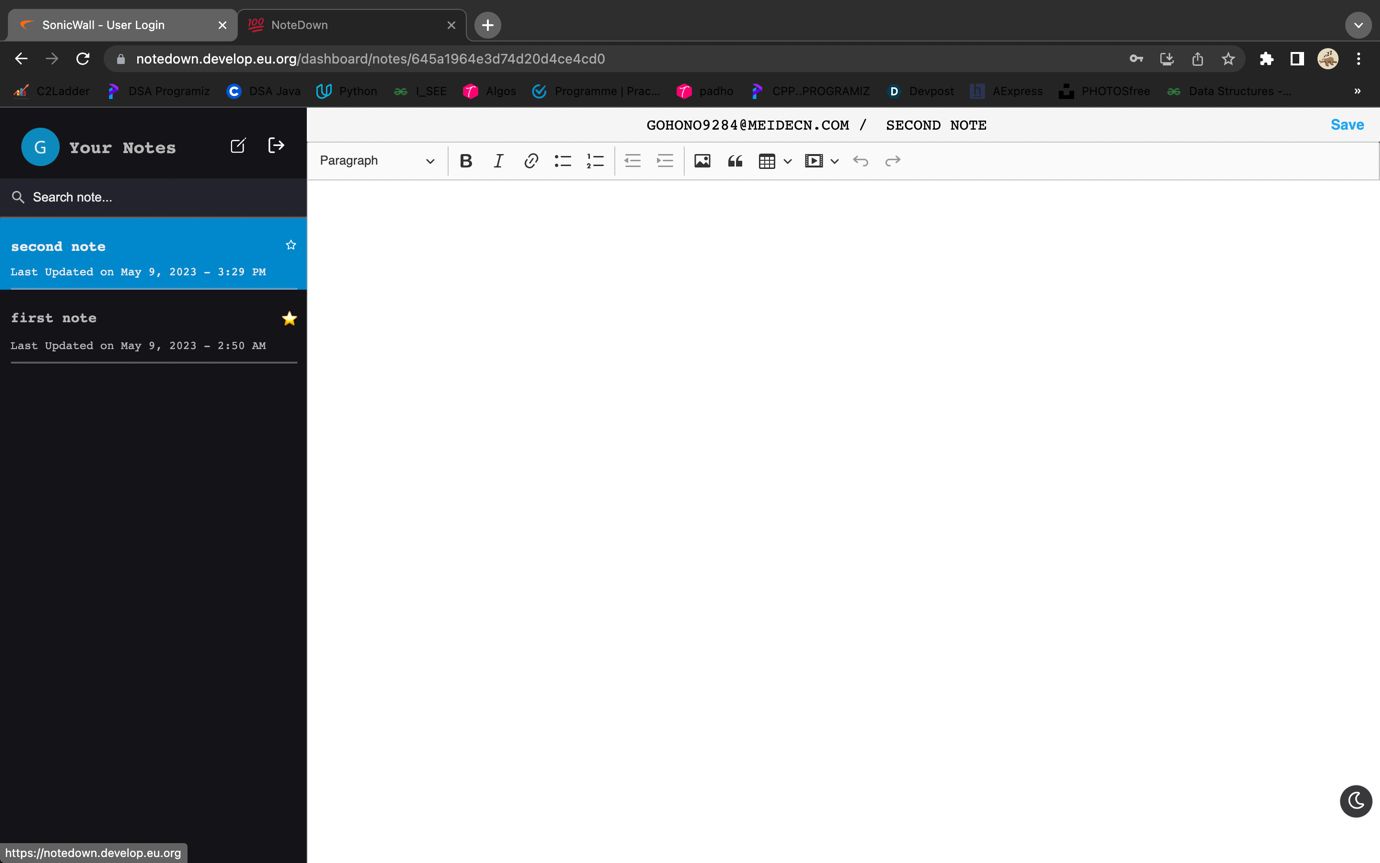 SonicWall - User Login
NoteDown
notedown.develop.eu.org/dashboard/notes/645a1964e3d74d20d4ce4cd0
C2Ladder DSA Programiz DSA Java Python I_SEE Algos Programme | Prac... padho CPP..PROGRAMIZ Devpost AExpress PHOTOSfree Data Structures -... »
G Your Notes
GOHONO9284@MEIDECN.COM / SECOND NOTE
Save
Paragraph B I
Search note...
second note
Last Updated on May 9, 2023 - 3:29 PM
first note
Last Updated on May 9, 2023 - 2:50 AM
https://notedown.develop.eu.org